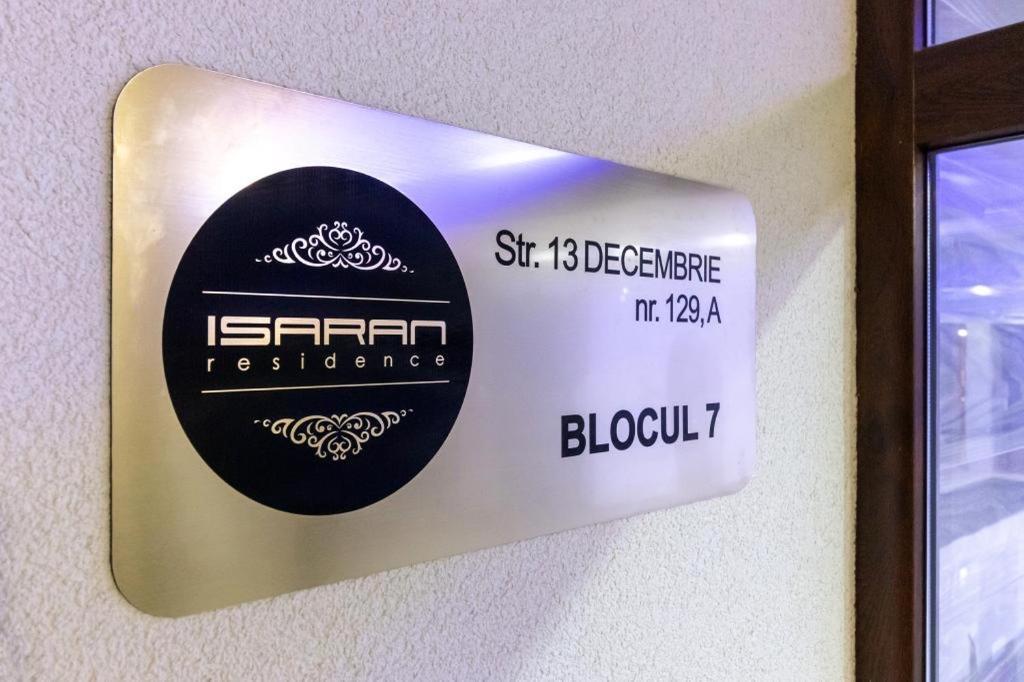 ISARAN
residence
Str. 13 DECEMBRIE
nr. 129, A
BLOCUL 7